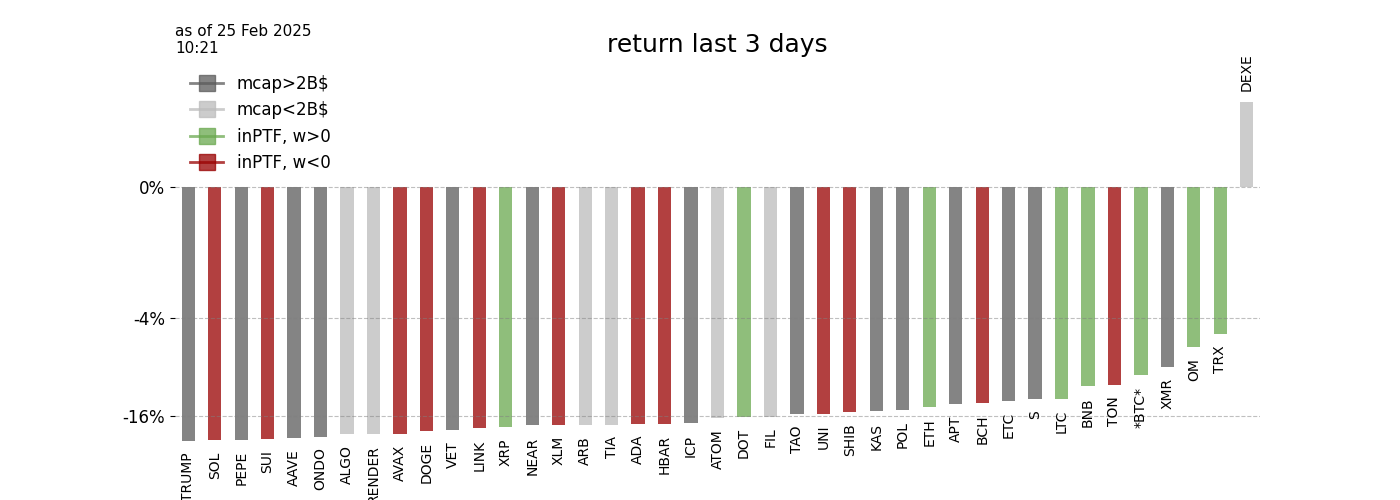 as of 25 Feb 2025
10:21
return last 3 days
mcap>2B$
mcap<2B$
inPTF, w>0
inPTF, w<0
0%
-4%
-16%
TRUMP
SOL
PEPE
SUI
AAVE
ONDO
ALGO
RENDER
AVAX
DOGE
VET
LINK
XRP
NEAR
XLM
ARB
TIA
ADA
HBAR
ICP
ATOM
DOT
FIL
TAO
UNI
SHIB
KAS
POL
ETH
APT
BCH
ETC
S
LTC
BNB
TON
*BTC*
XMR
OM
TRX
DEXE